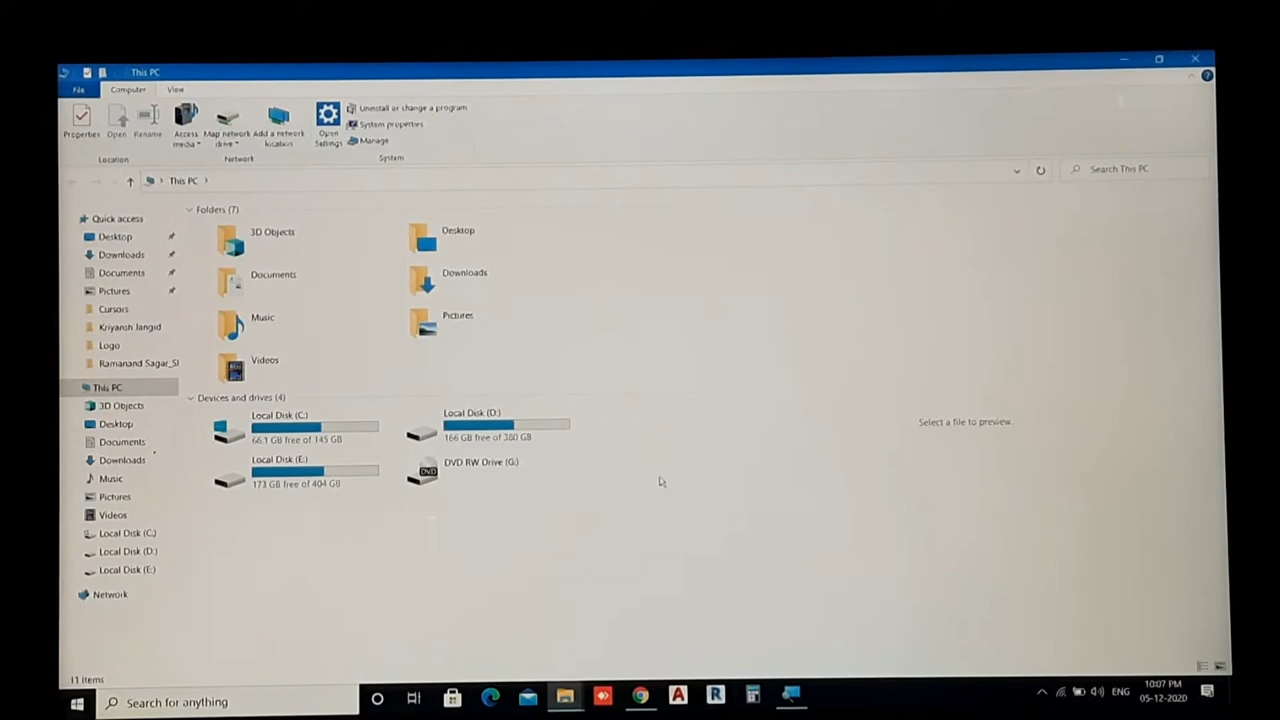 This PC
File Computer View
Properties Open Rename Access media Map network drive Add a network location Open Settings Uninstall or change a program
System properties
Manage
Location Network System
This PC
Search This PC
Quick access
Desktop
Downloads
Documents
Pictures
Cursors
Kriyansh Jangid
Logo
Ramanand Sagar_S
This PC
3D Objects
Desktop
Documents
Downloads
Music
Pictures
Videos
Local Disk (C:)
Local Disk (D:)
Local Disk (E:)
Network
Folders (7)
3D Objects
Desktop
Documents
Downloads
Music
Pictures
Videos
Devices and drives (4)
Local Disk (C:)
66.1 GB free of 145 GB
Local Disk (D:)
166 GB free of 380 GB
Local Disk (E:)
173 GB free of 404 GB
DVD RW Drive (G:)
DVD
Select a file to preview.
11 items
Search for anything
A
R
ENG
10:07 PM
05-12-2020